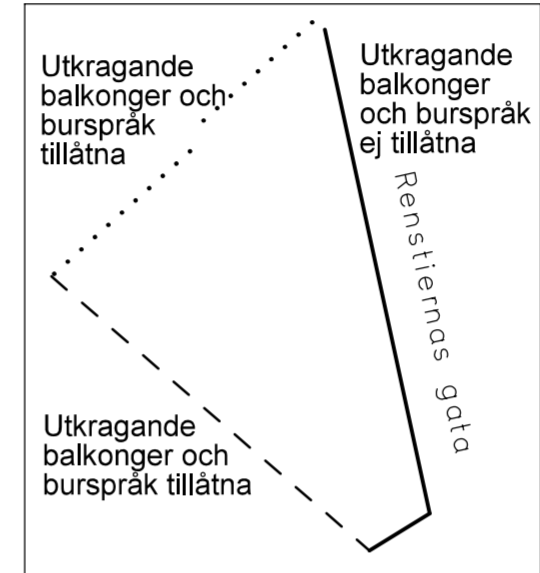 Utkragande
balkonger och
burspråk
tillåtna
Utkragande
balkonger
och burspråk
ej tillåtna
Renstiernas gata
Utkragande
balkonger och
burspråk tillåtna